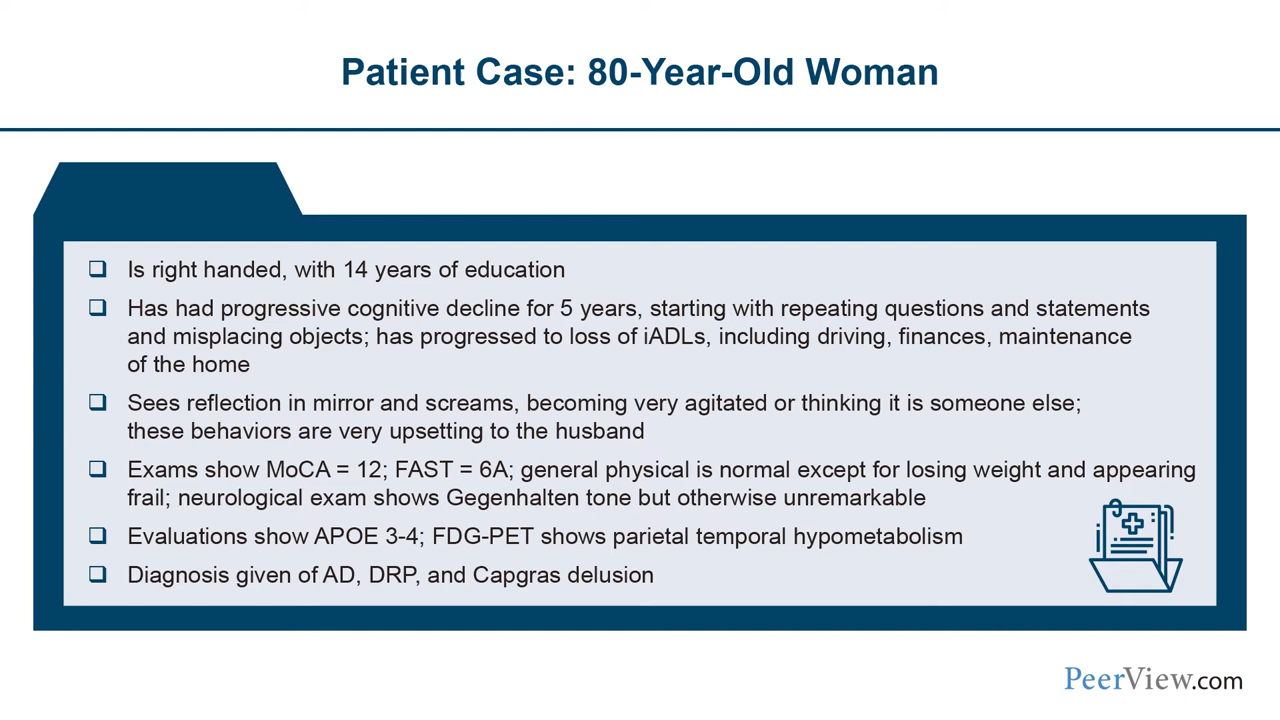 Patient Case: 80-Year-Old Woman
Is right handed, with 14 years of education
Has had progressive cognitive decline for 5 years, starting with repeating questions and statements
and misplacing objects; has progressed to loss of iADLs, including driving, finances, maintenance
of the home
Sees reflection in mirror and screams, becoming very agitated or thinking it is someone else;
these behaviors are very upsetting to the husband
Exams show MoCA = 12; FAST = 6A; general physical is normal except for losing weight and appearing
frail; neurological exam shows Gegenhalten tone but otherwise unremarkable
Evaluations show APOE 3-4; FDG-PET shows parietal temporal hypometabolism
Diagnosis given of AD, DRP, and Capgras delusion
PeerView.com